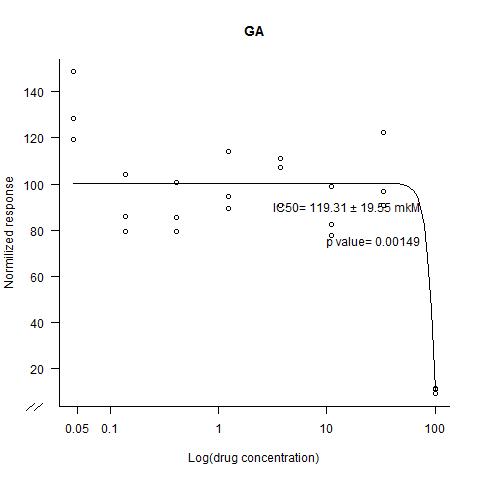 GA
Normilized response
140
120
100
80
60
40
20
IC50= 119.31 ± 19.55 mkM
p value= 0.00149
0.05 0.1 1 10 100
Log(drug concentration)